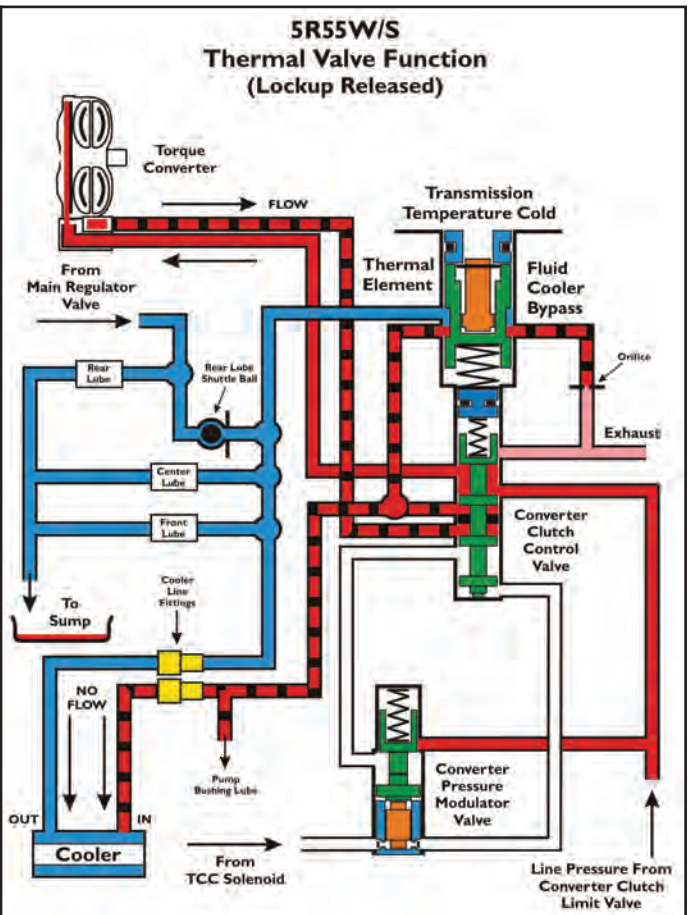 5R55W/S
Thermal Valve Function
(Lockup Released)
Torque
Converter
FLOW
Transmission
Temperature Cold
From
Main Regulator
Valve
Thermal
Element
Fluid
Cooler
Bypass
Rear
Lube
Rear Lube
Shuttle Ball
Orifice
Exhaust
Center
Lube
Front
Lube
Converter
Clutch
Control
Valve
To
Sump
Cooler
Line
Fittings
NO
FLOW
Pump
Bushing Lube
Converter
Pressure
Modulator
Valve
OUT
IN
Cooler
From
TCC Solenoid
Line Pressure From
Converter Clutch
Limit Valve